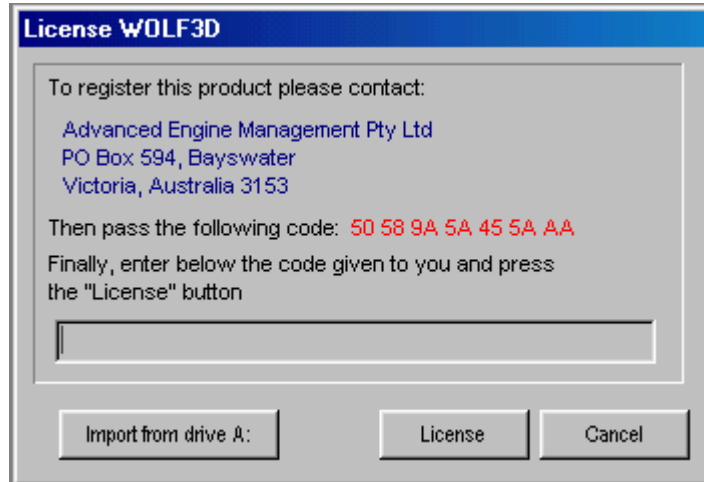 License WOLF3D
To register this product please contact:
Advanced Engine Management Pty Ltd
PO Box 594, Bayswater
Victoria, Australia 3153
Then pass the following code: 50 58 9A 5A 45 5A AA
Finally, enter below the code given to you and press
the "License" button
Import from drive A:
License
Cancel